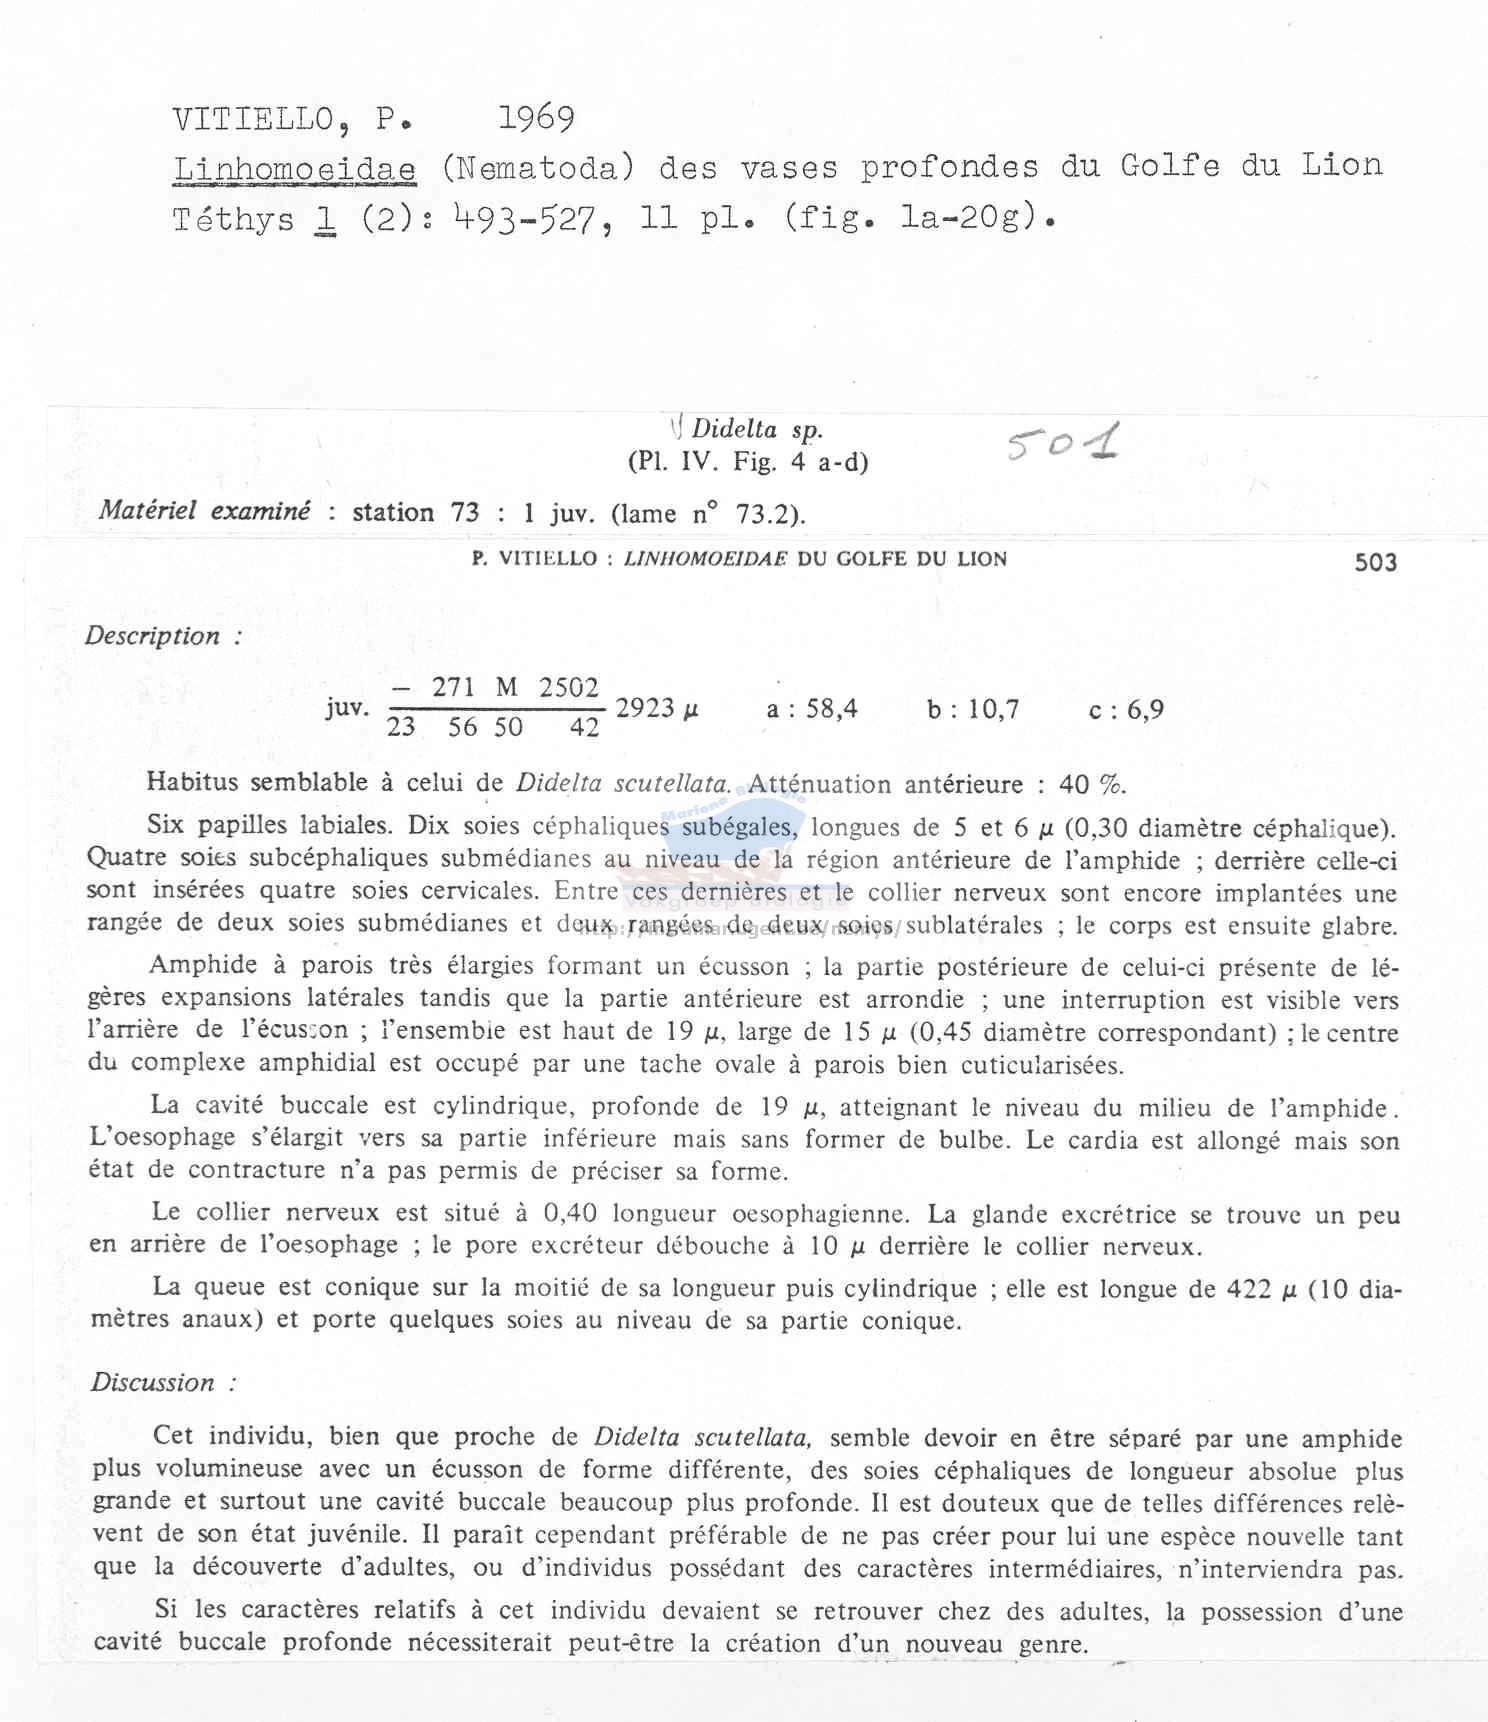 VITIELLO, P. 1969
Linhomoeidae (Nematoda) des vases profondes du Golfe du Lion
Téthys 1 (2): 493-527, 11 pl. (fig. 1a-20g).
Didelta sp.
501
(Pl. IV. Fig. 4 a-d)
Matériel examiné : station 73 : 1 juv. (lame n° 73.2).
P. VITIELLO : LINHOMOEIDAE DU GOLFE DU LION 503
Description :
— 271 M 2502
juv. 2923 µ a : 58,4 b : 10,7 c : 6,9
23 56 50 42
Habitus semblable à celui de Didelta scutellata. Atténuation antérieure : 40 %.
Six papilles labiales. Dix soies céphaliques subégales, longues de 5 et 6 µ (0,30 diamètre céphalique).
Quatre soies subcéphaliques submédianes au niveau de la région antérieure de l'amphide ; derrière celle-ci
sont insérées quatre soies cervicales. Entre ces dernières et le collier nerveux sont encore implantées une
rangée de deux soies submédianes et deux rangées de deux soies sublatérales ; le corps est ensuite glabre.
Mariene Biologie
Vakgroep Biologie
Amphide à parois très élargies formant un écusson ; la partie postérieure de celui-ci présente de lé-
gères expansions latérales tandis que la partie antérieure est arrondie ; une interruption est visible vers
l'arrière de l'écusson ; l'ensemble est haut de 19 µ, large de 15 µ (0,45 diamètre correspondant) ; le centre
du complexe amphidial est occupé par une tache ovale à parois bien cuticularisées.
La cavité buccale est cylindrique, profonde de 19 µ, atteignant le niveau du milieu de l'amphide.
L'oesophage s'élargit vers sa partie inférieure mais sans former de bulbe. Le cardia est allongé mais son
état de contracture n'a pas permis de préciser sa forme.
Le collier nerveux est situé à 0,40 longueur oesophagienne. La glande excrétrice se trouve un peu
en arrière de l'oesophage ; le pore excréteur débouche à 10 µ derrière le collier nerveux.
La queue est conique sur la moitié de sa longueur puis cylindrique ; elle est longue de 422 µ (10 dia-
mètres anaux) et porte quelques soies au niveau de sa partie conique.
Discussion :
Cet individu, bien que proche de Didelta scutellata, semble devoir en être séparé par une amphide
plus volumineuse avec un écusson de forme différente, des soies céphaliques de longueur absolue plus
grande et surtout une cavité buccale beaucoup plus profonde. Il est douteux que de telles différences relè-
vent de son état juvénile. Il paraît cependant préférable de ne pas créer pour lui une espèce nouvelle tant
que la découverte d'adultes, ou d'individus possédant des caractères intermédiaires, n'interviendra pas.
Si les caractères relatifs à cet individu devaient se retrouver chez des adultes, la possession d'une
cavité buccale profonde nécessiterait peut-être la création d'un nouveau genre.